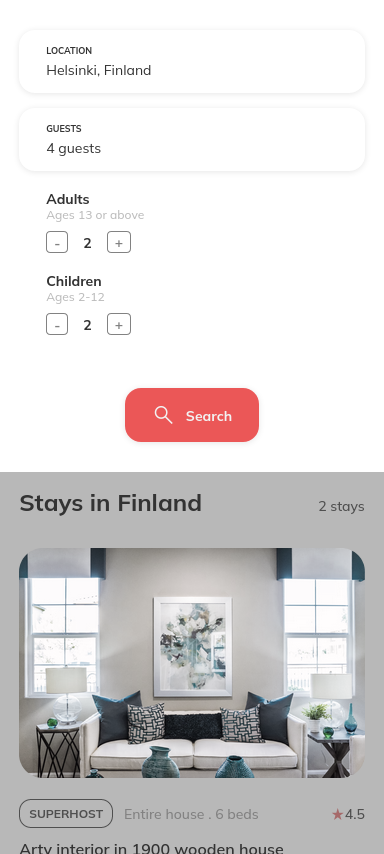 LOCATION
Helsinki, Finland
GUESTS
4 guests
Adults
Ages 13 or above
- 2 +
Children
Ages 2-12
- 2 +
Search
Stays in Finland 2 stays
SUPERHOST Entire house . 6 beds ★4.5
Arty interior in 1900 wooden house